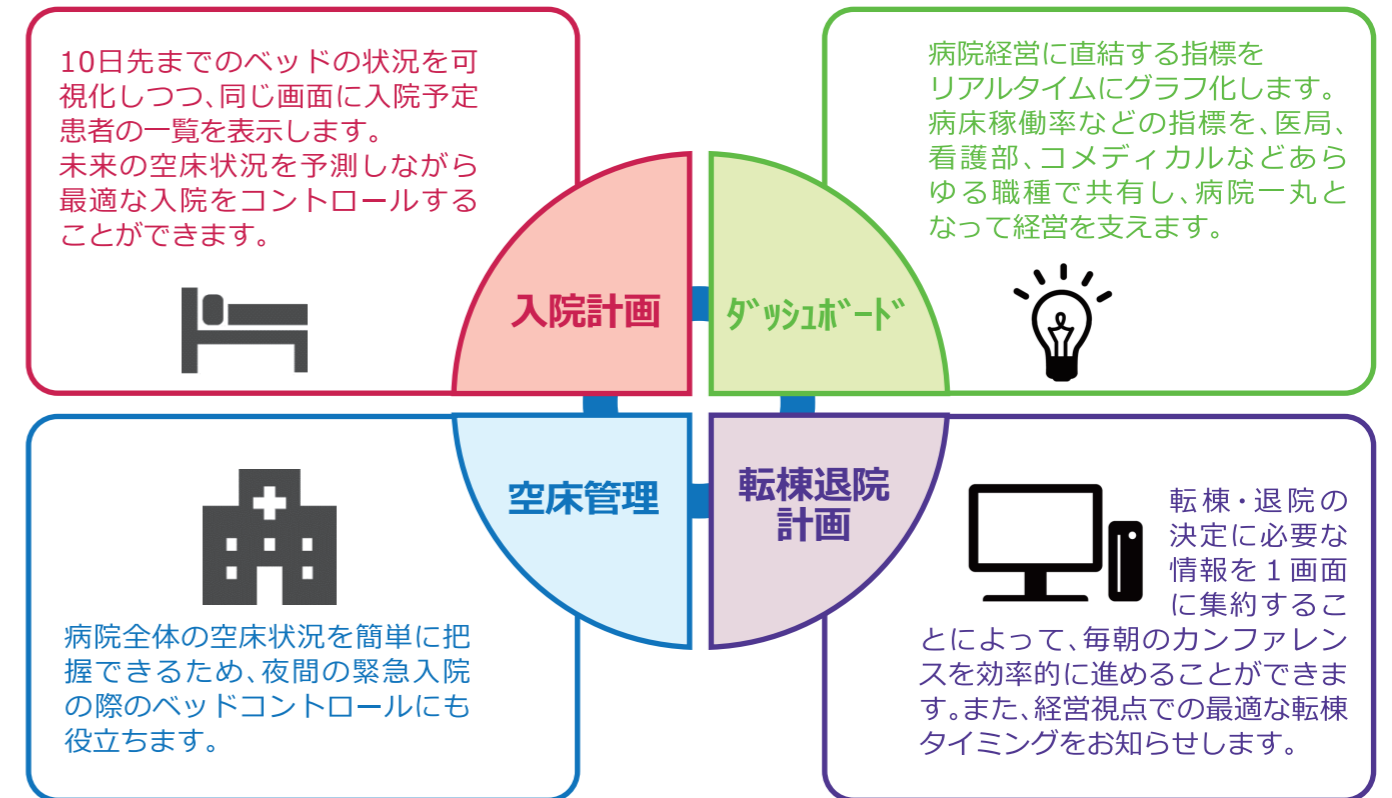 10日先までのベッドの状況を可
視化しつつ、同じ画面に入院予定
患者の一覧を表示します。
未来の空床状況を予測しながら
最適な入院をコントロールする
ことができます。
入院計画
病院経営に直結する指標を
リアルタイムにグラフ化します。
病床稼働率などの指標を、医局、
看護部、コメディカルなどあら
ゆる職種で共有し、病院一丸と
なって経営を支えます。
ﾀﾞｯｼｭﾎﾞｰﾄﾞ
空床管理
病院全体の空床状況を簡単に把
握できるため、夜間の緊急入院
の際のベッドコントロールにも
役立ちます。
転棟退院
計画
転棟・退院の
決定に必要な
情報を１画面
に集約するこ
とによって、毎朝のカンファレン
スを効率的に進めることができま
す。また、経営視点での最適な転棟
タイミングをお知らせします。